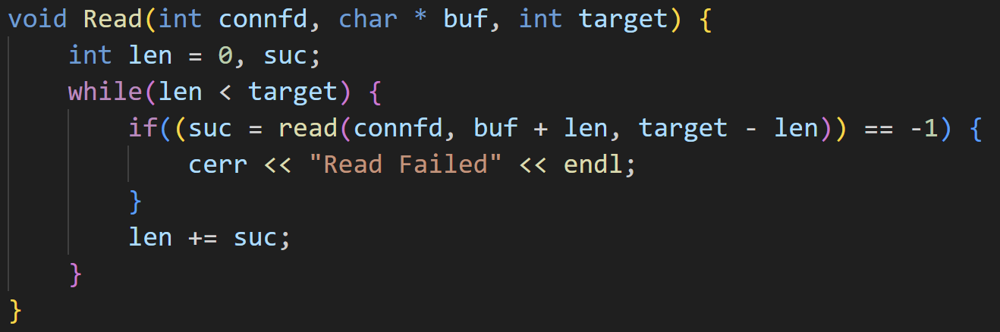 void Read(int connfd, char * buf, int target) {
    int len = 0, suc;
    while(len < target) {
        if((suc = read(connfd, buf + len, target - len)) == -1) {
            cerr << "Read Failed" << endl;
        }
        len += suc;
    }
}